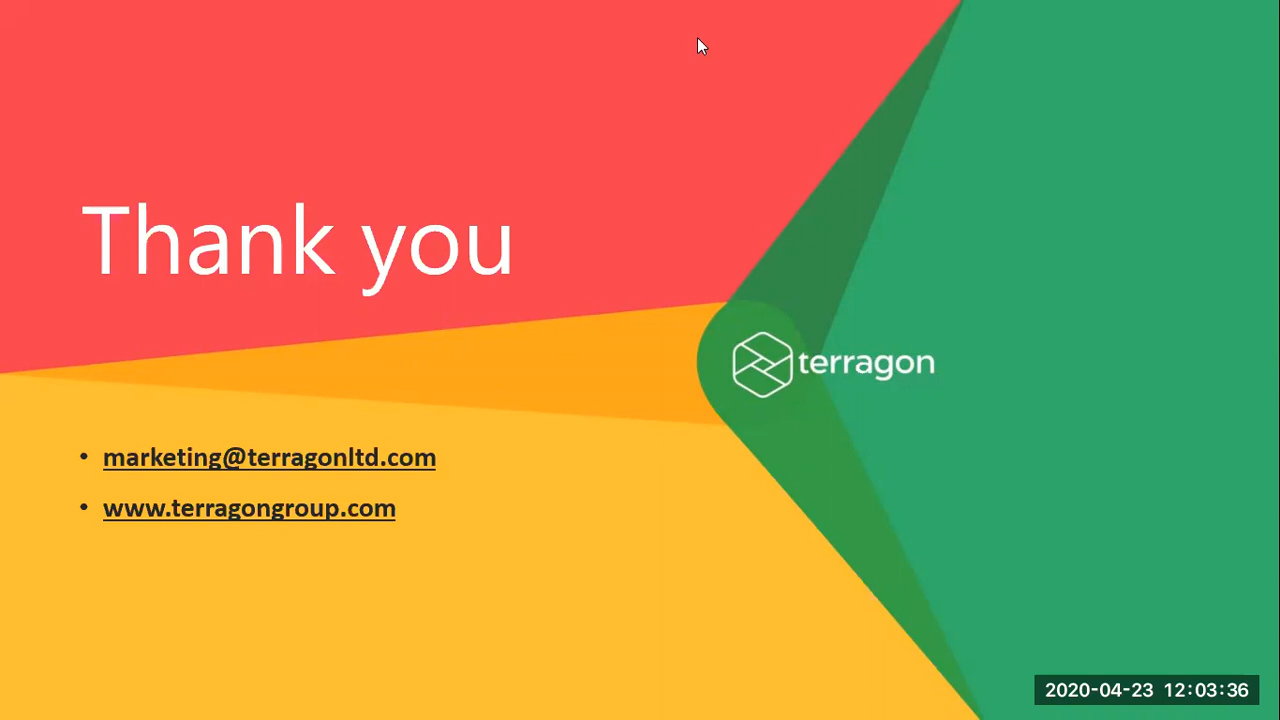 Thank you
terragon
• marketing@terragonltd.com
• www.terragongroup.com
2020-04-23 12:03:36